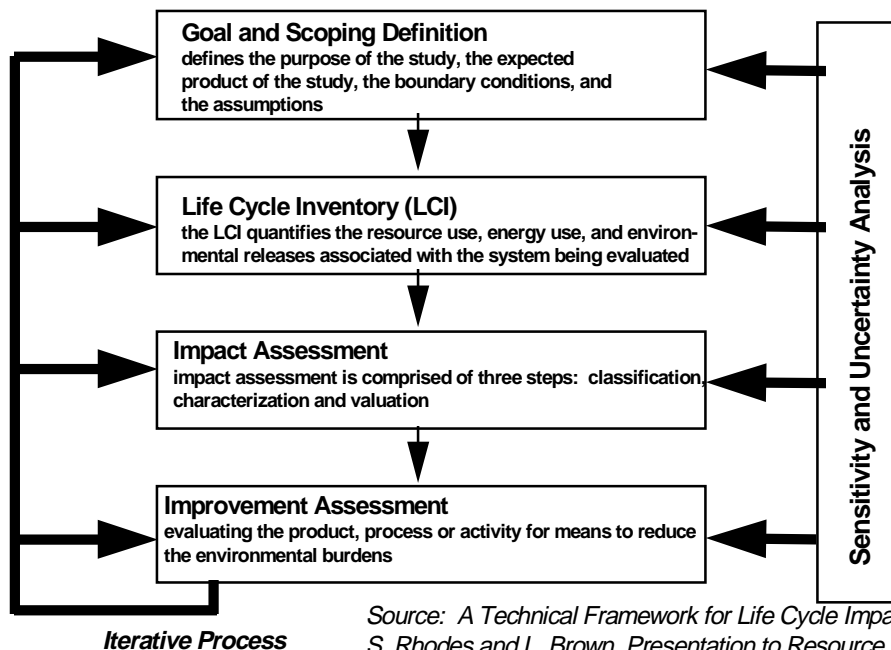 Goal and Scoping Definition
defines the purpose of the study, the expected
product of the study, the boundary conditions, and
the assumptions
Life Cycle Inventory (LCI)
the LCI quantifies the resource use, energy use, and environ-
mental releases associated with the system being evaluated
Impact Assessment
impact assessment is comprised of three steps: classification,
characterization and valuation
Improvement Assessment
evaluating the product, process or activity for means to reduce
the environmental burdens
Sensitivity and Uncertainty Analysis
Iterative Process
Source: A Technical Framework for Life Cycle
S. Rhodes and L. Brown, Presentation to Resource